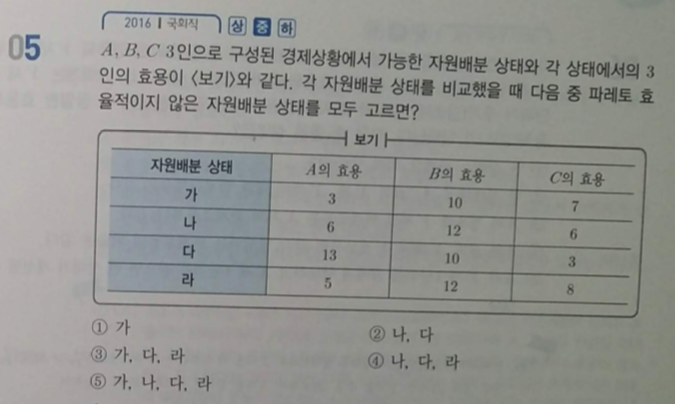 2016 | 국회직 상 중 하
05
A, B, C 3인으로 구성된 경제상황에서 가능한 자원배분 상태와 각 상태에서의 3
인의 효용이 〈보기〉와 같다. 각 자원배분 상태를 비교했을 때 다음 중 파레토 효
율적이지 않은 자원배분 상태를 모두 고르면?
보기
자원배분 상태 A의 효용 B의 효용 C의 효용
가 3 10 7
나 6 12 6
다 13 10 3
라 5 12 8
① 가 ② 나, 다
③ 가, 다, 라 ④ 나, 다, 라
⑤ 가, 나, 다, 라